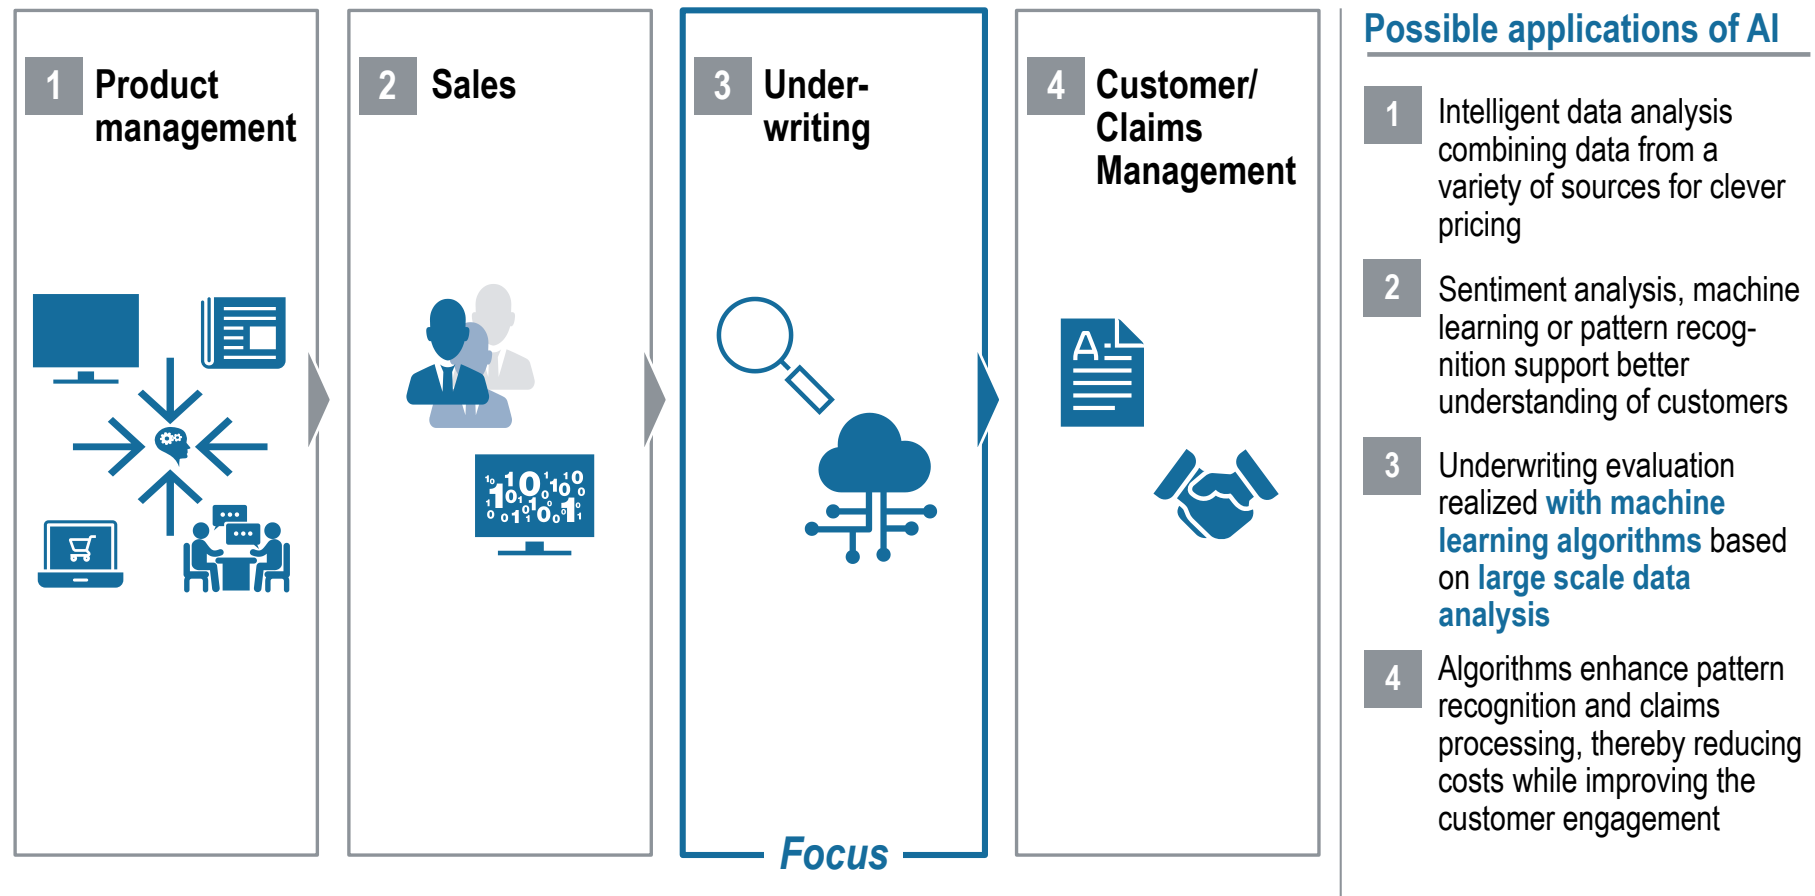 1 Product
management
2 Sales
3 Under-
writing
4 Customer/
Claims
Management
A
Focus
Possible applications of AI
1 Intelligent data analysis
combining data from a
variety of sources for clever
pricing
2 Sentiment analysis, machine
learning or pattern recog-
nition support better
understanding of customers
3 Underwriting evaluation
realized with machine
learning algorithms based
on large scale data
analysis
4 Algorithms enhance pattern
recognition and claims
processing, thereby reducing
costs while improving the
customer engagement